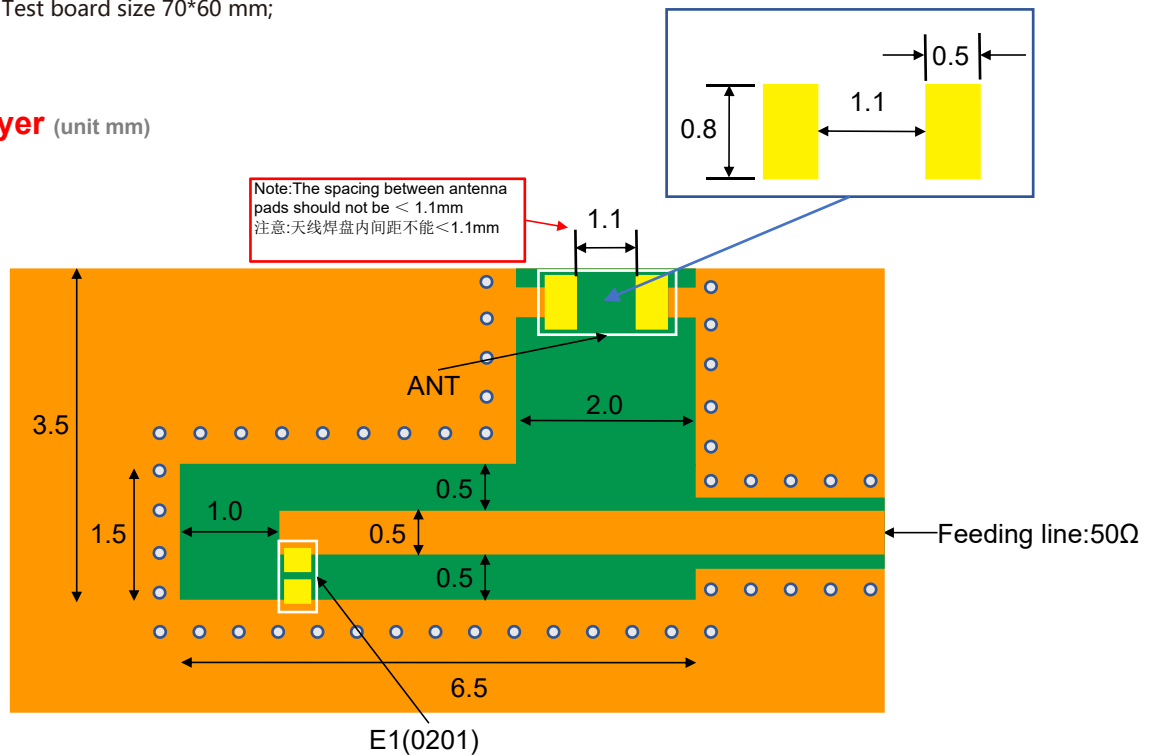 Test board size 70*60 mm;
yer (unit mm)
0.5
1.1
0.8
Note:The spacing between antenna
pads should not be < 1.1mm
注意:天线焊盘内间距不能<1.1mm
1.1
ANT
2.0
3.5
0.5
1.0
1.5
0.5
Feeding line:50Ω
0.5
6.5
E1(0201)